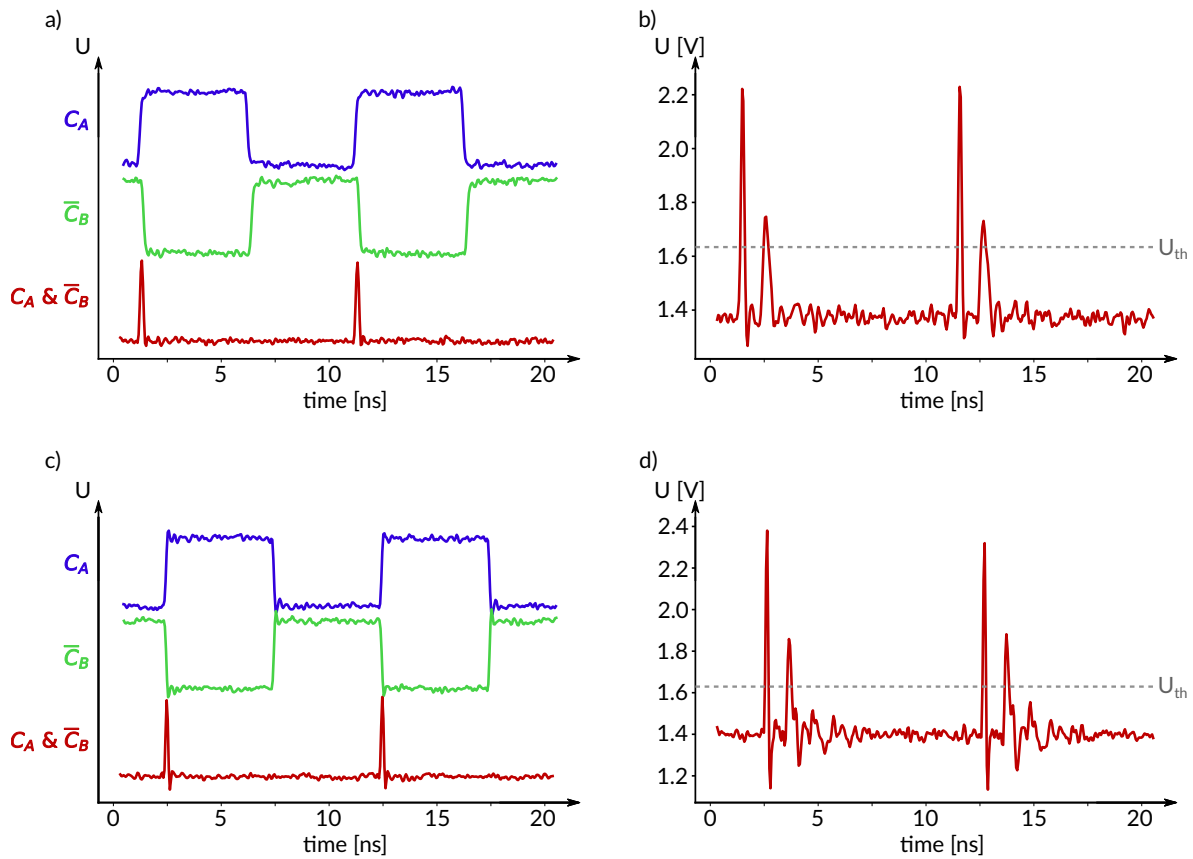 a)
U
C_A
C̅_B
C_A & C̅_B
0 5 10 15 20
time [ns]
b)
U [V]
2.2
2.0
1.8
1.6
1.4
U_th
0 5 10 15 20
time [ns]
c)
U
C_A
C̅_B
C_A & C̅_B
0 5 10 15 20
time [ns]
d)
U [V]
2.4
2.2
2.0
1.8
1.6
1.4
1.2
U_th
0 5 10 15 20
time [ns]